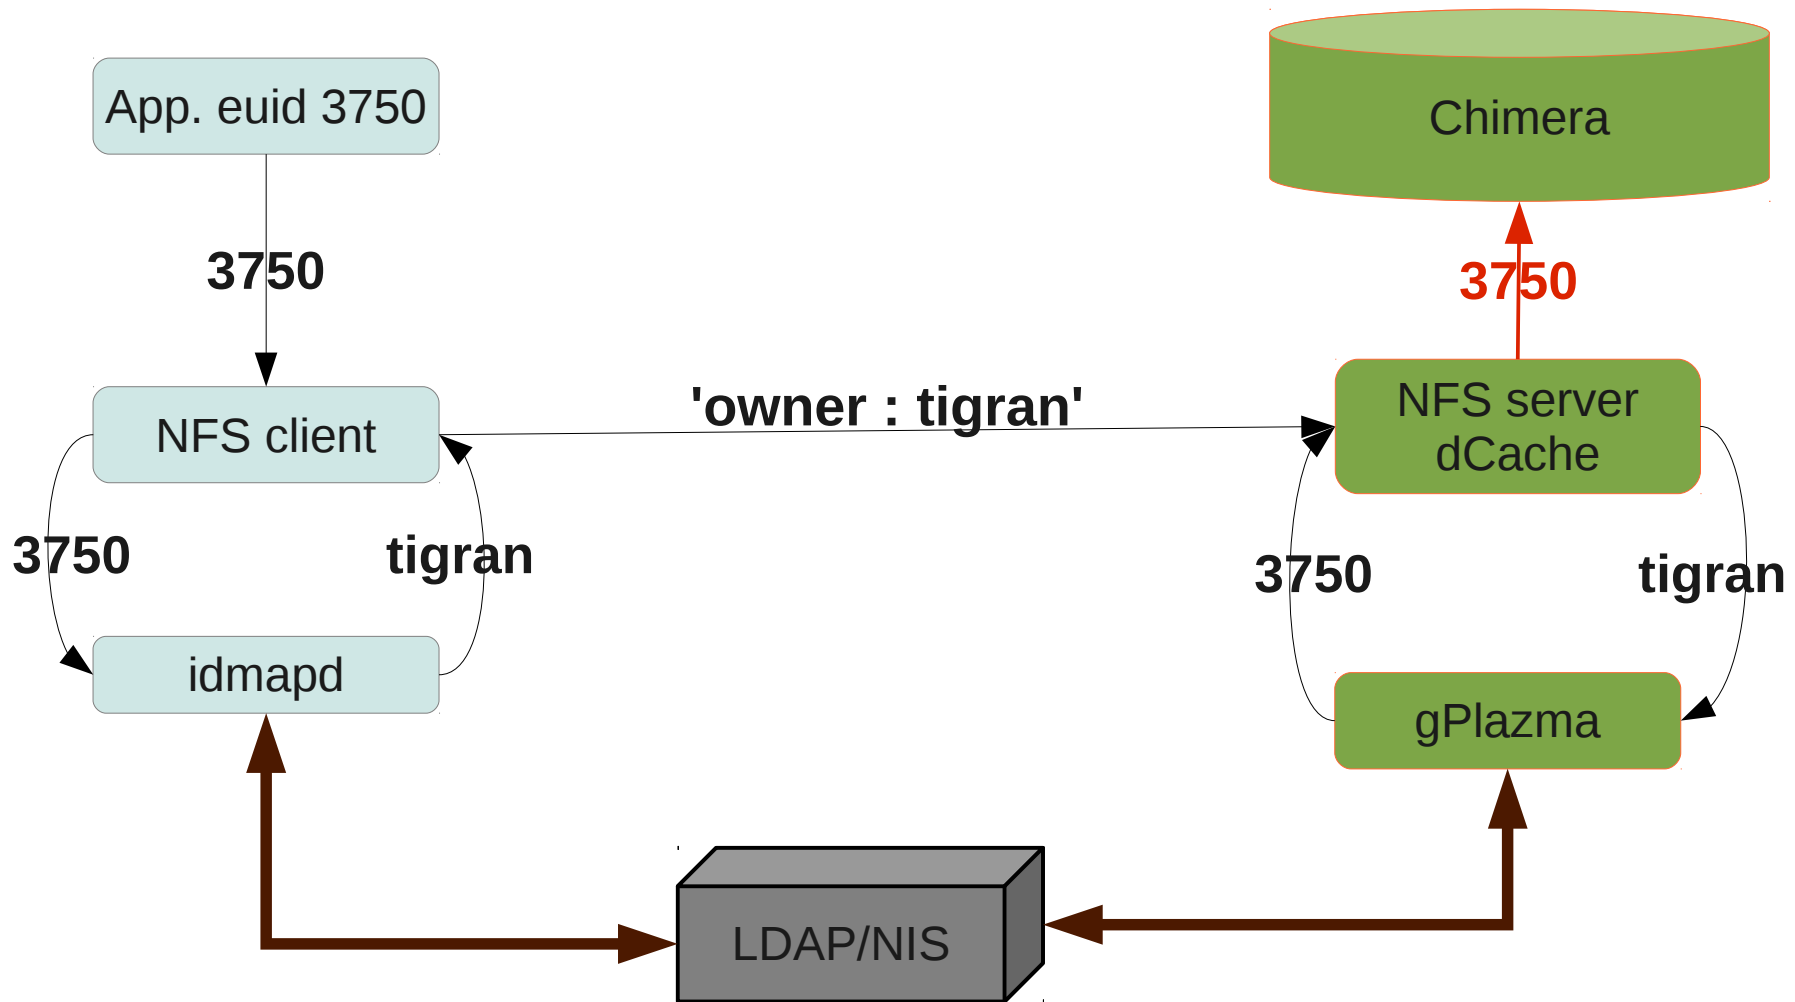 App. euid 3750
Chimera
3750
3750
'owner : tigran'
NFS client
NFS server
dCache
3750
tigran
3750
tigran
idmapd
gPlazma
LDAP/NIS